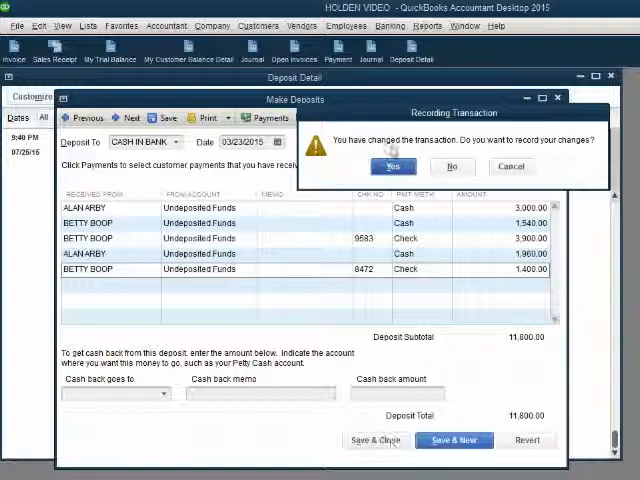 HOLDEN VIDEO - QuickBooks Accountant Desktop 2015
File Edit View Lists Favorites Accountant Company Customers Vendors Employees Banking Reports Window Help
Invoice Sales Receipt My Trial Balance My Customer Balance Detail Journal Open Invoices Payment Journal Deposit Detail
Deposit Detail
Customize
Make Deposits
Recording Transaction
Dates All
Previous Next Save Print Payments
You have changed the transaction. Do you want to record your changes?
9:40 PM
07/25/15
Deposit To CASH IN BANK Date 03/23/2015
Yes No Cancel
Click Payments to select customer payments that you have receiv
RECEIVED FROM FROM ACCOUNT MEMO CHK NO PMT METH AMOUNT
ALAN ARBY Undeposited Funds Cash 3,000.00
BETTY BOOP Undeposited Funds Cash 1,540.00
BETTY BOOP Undeposited Funds 9583 Check 3,900.00
ALAN ARBY Undeposited Funds Cash 1,960.00
BETTY BOOP Undeposited Funds 8472 Check 1,400.00
Deposit Subtotal 11,800.00
To get cash back from this deposit, enter the amount below. Indicate the account
where you want this money to go, such as your Petty Cash account.
Cash back goes to Cash back memo Cash back amount
Deposit Total 11,800.00
Save & Close Save & New Revert